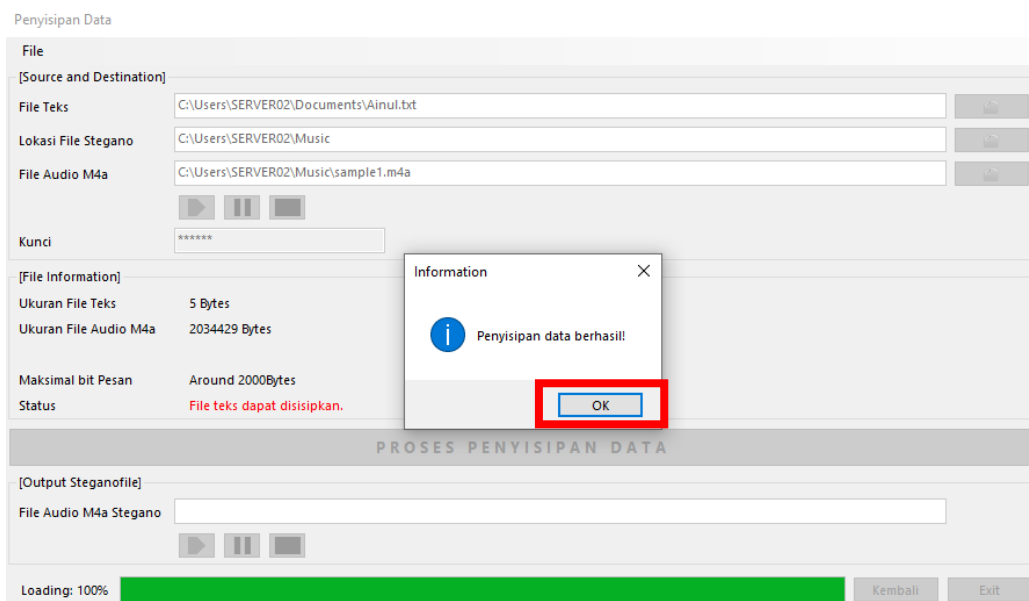 Penyisipan Data
File
[Source and Destination]
File Teks C:\Users\SERVER02\Documents\Ainul.txt
Lokasi File Stegano C:\Users\SERVER02\Music
File Audio M4a C:\Users\SERVER02\Music\sample1.m4a
Kunci ******
[File Information]
Ukuran File Teks 5 Bytes
Ukuran File Audio M4a 2034429 Bytes
Maksimal bit Pesan Around 2000Bytes
Status File teks dapat disisipkan.
Information
Penyisipan data berhasil!
OK
PROSES PENYISIPAN DATA
[Output Steganofile]
File Audio M4a Stegano
Loading: 100% Kembali Exit